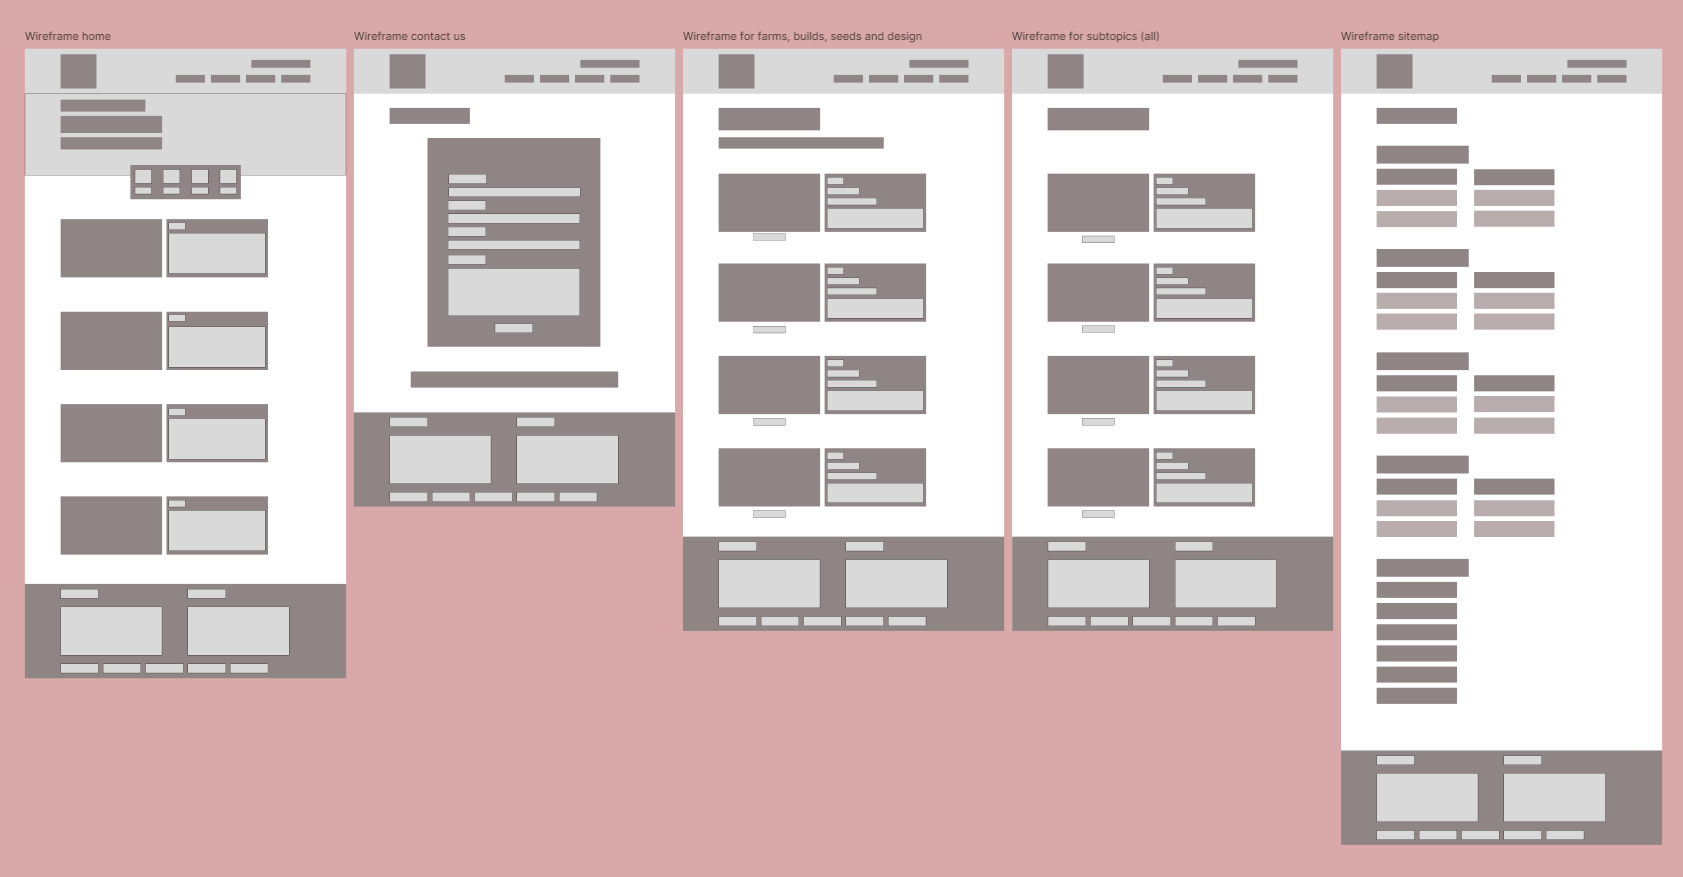 Wireframe home
Wireframe contact us
Wireframe for farms, builds, seeds and design
Wireframe for subtopics (all)
Wireframe sitemap